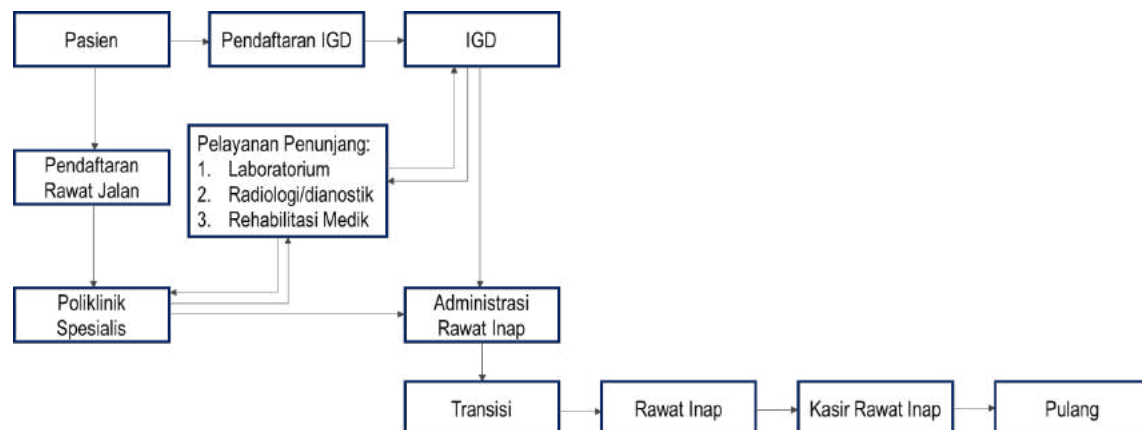 Pasien
Pendaftaran IGD
IGD
Pelayanan Penunjang:
1. Laboratorium
2. Radiologi/dianostik
3. Rehabilitasi Medik
Pendaftaran
Rawat Jalan
Poliklinik
Spesialis
Administrasi
Rawat Inap
Transisi
Rawat Inap
Kasir Rawat Inap
Pulang